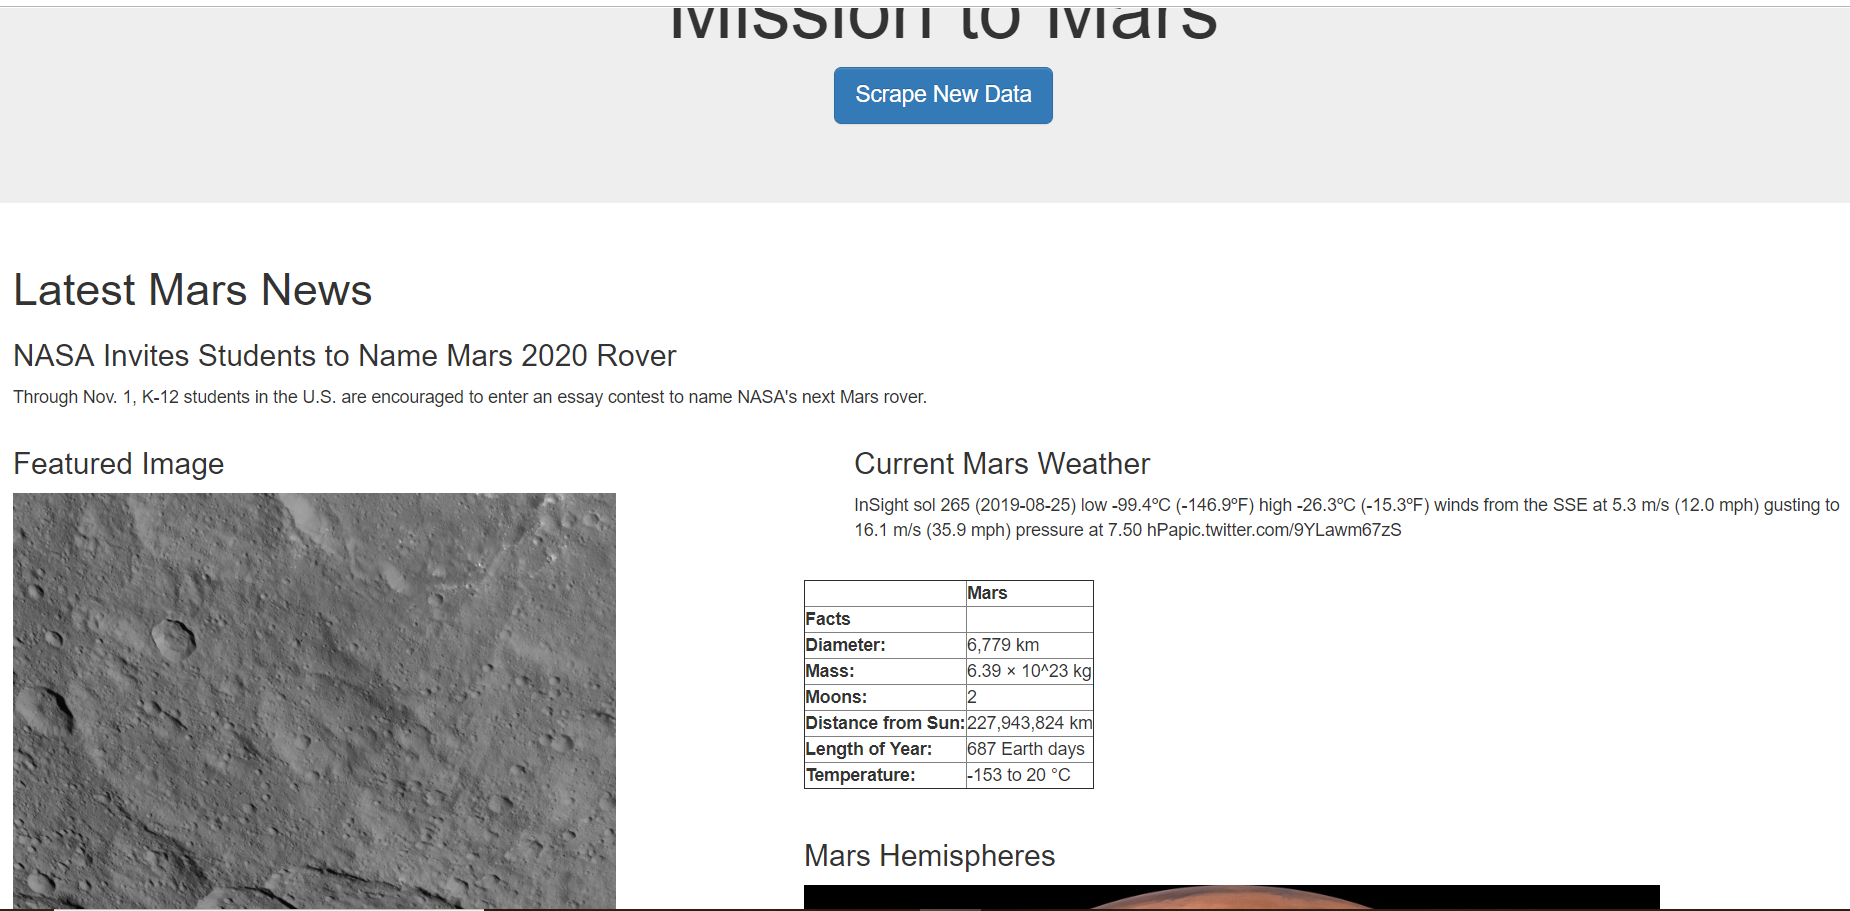 Mission to Mars
Scrape New Data
Latest Mars News
NASA Invites Students to Name Mars 2020 Rover
Through Nov. 1, K-12 students in the U.S. are encouraged to enter an essay contest to name NASA's next Mars rover.
Featured Image
Current Mars Weather
InSight sol 265 (2019-08-25) low -99.4ºC (-146.9ºF) high -26.3ºC (-15.3ºF) winds from the SSE at 5.3 m/s (12.0 mph) gusting to
16.1 m/s (35.9 mph) pressure at 7.50 hPapic.twitter.com/9YLawm67zS
Mars
Facts
Diameter: 6,779 km
Mass: 6.39 × 10^23 kg
Moons: 2
Distance from Sun: 227,943,824 km
Length of Year: 687 Earth days
Temperature: -153 to 20 °C
Mars Hemispheres